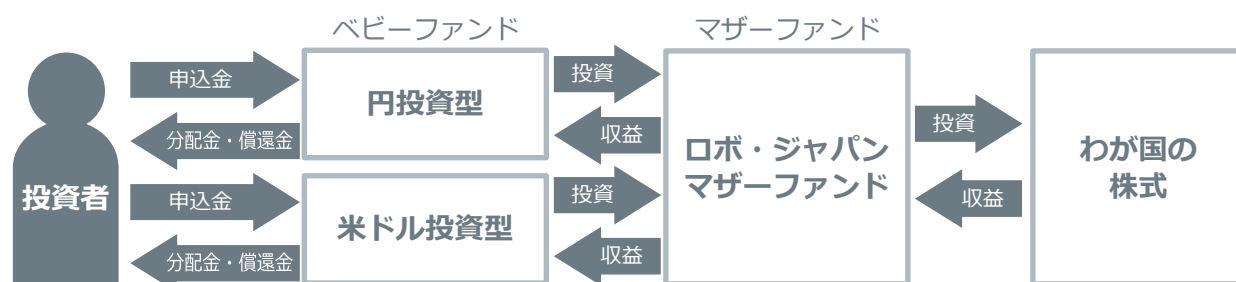 ベビーファンド
マザーファンド
申込金
円投資型
投資
分配金・償還金
収益
投資者
申込金
米ドル投資型
投資
分配金・償還金
収益
ロボ・ジャパン
マザーファンド
投資
収益
わが国の
株式